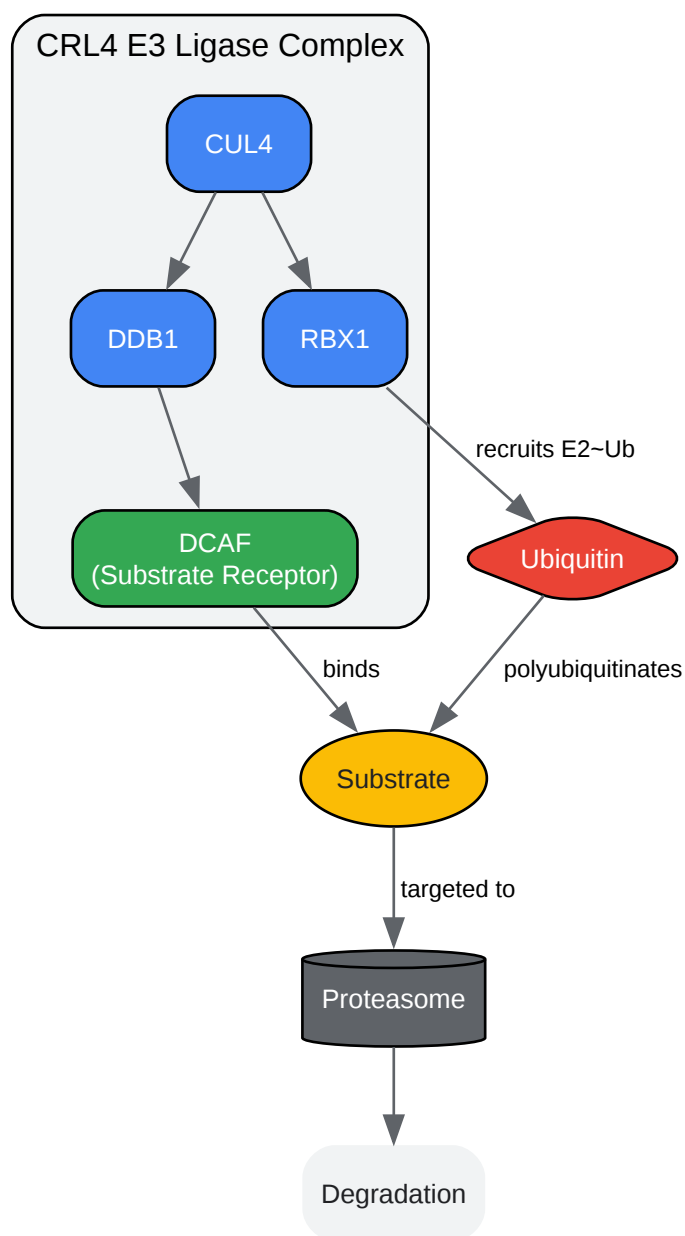 CRL4 E3 Ligase Complex
CUL4
DDB1
RBX1
recruits E2~Ub
DCAF
(Substrate Receptor)
Ubiquitin
binds
polyubiquitinates
Substrate
targeted to
Proteasome
Degradation